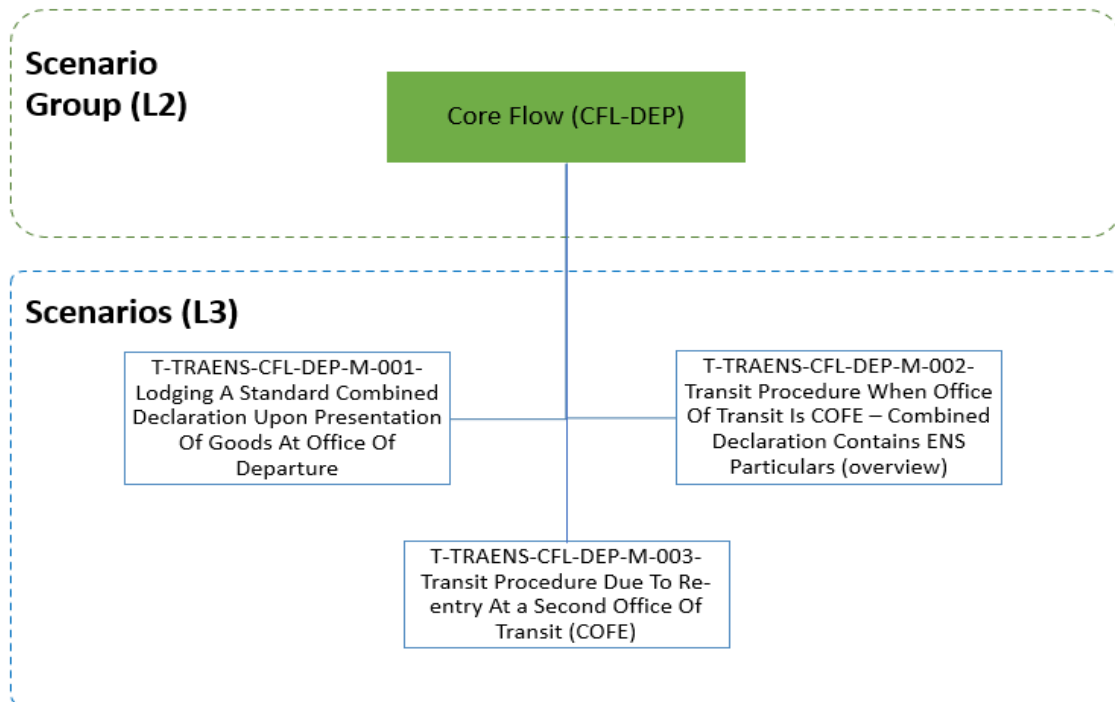 Scenario
Group (L2)
Core Flow (CFL-DEP)
Scenarios (L3)
T-TRAENS-CFL-DEP-M-001-
Lodging A Standard Combined
Declaration Upon Presentation
Of Goods At Office Of
Departure
T-TRAENS-CFL-DEP-M-002-
Transit Procedure When Office
Of Transit Is COFE – Combined
Declaration Contains ENS
Particulars (overview)
T-TRAENS-CFL-DEP-M-003-
Transit Procedure Due To Re-
entry At a Second Office Of
Transit (COFE)